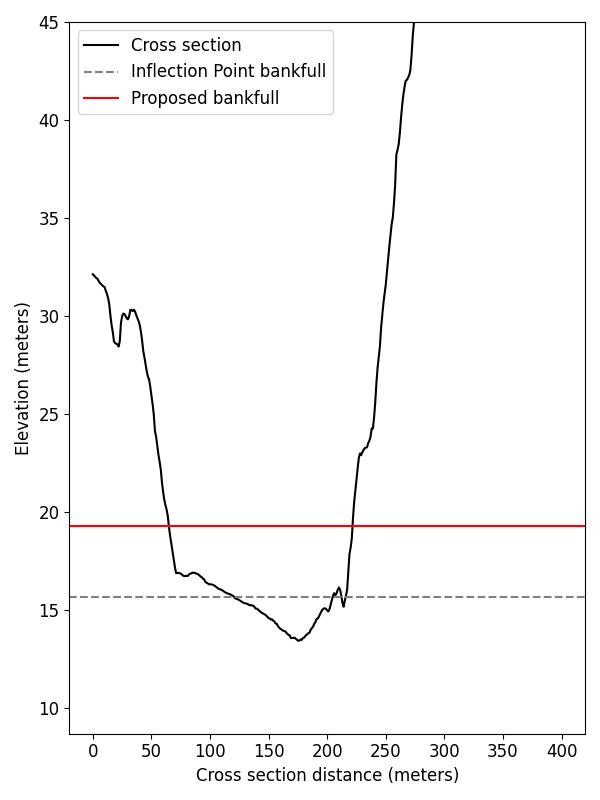 Cross section
Inflection Point bankfull
Proposed bankfull
45
40
35
30
25
20
15
10
Elevation (meters)
0 50 100 150 200 250 300 350 400
Cross section distance (meters)